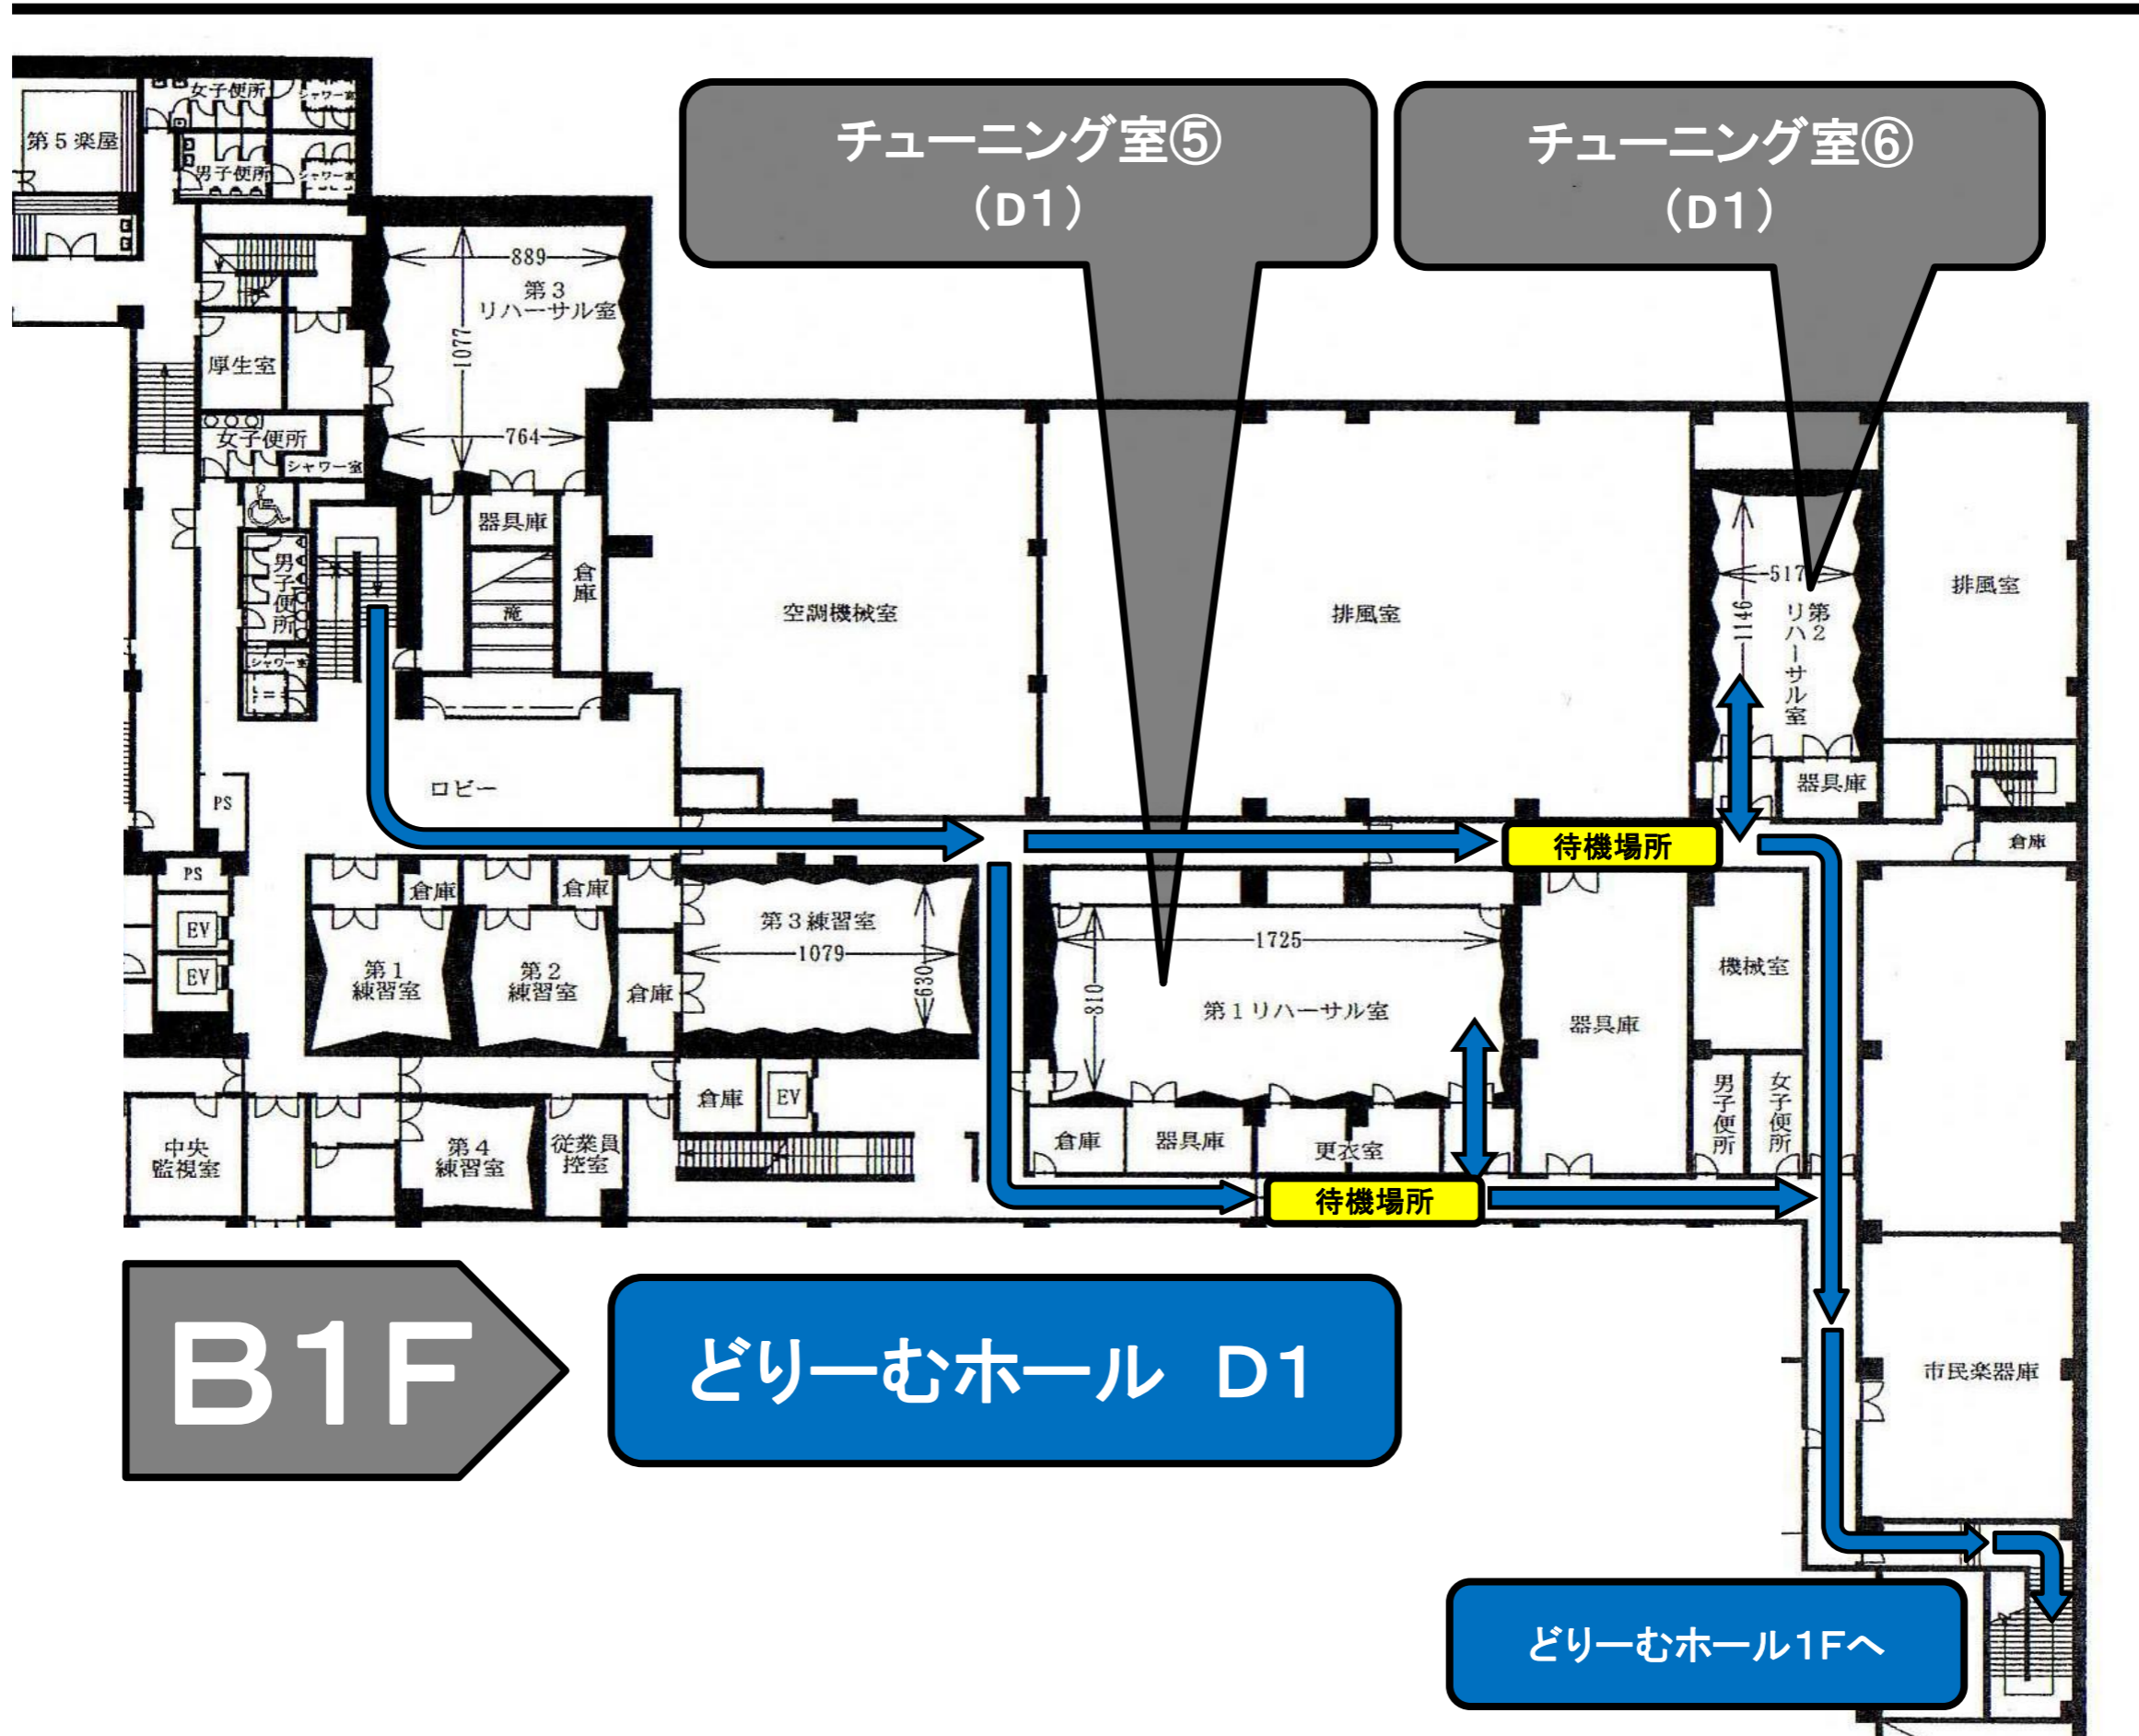 女子便所
シャワー室
第5楽屋
男子便所
シャワー室
チューニング室⑤
(D1)
チューニング室⑥
(D1)
889
第3
リハーサル室
1077
764
厚生室
女子便所
シャワー室
器具庫
倉庫
滝
男子便所
シャワー室
空調機械室
排風室
517
1146
第2
リハーサル室
排風室
器具庫
倉庫
ロビー
PS
PS
EV
EV
倉庫
倉庫
待機場所
第1
練習室
第2
練習室
倉庫
第3練習室
1079
630
1725
810
第1リハーサル室
器具庫
機械室
男子便所
女子便所
中央
監視室
第4
練習室
従業員
控室
倉庫
EV
倉庫
器具庫
更衣室
待機場所
B1F
どりーむホール D1
市民楽器庫
どりーむホール1Fへ